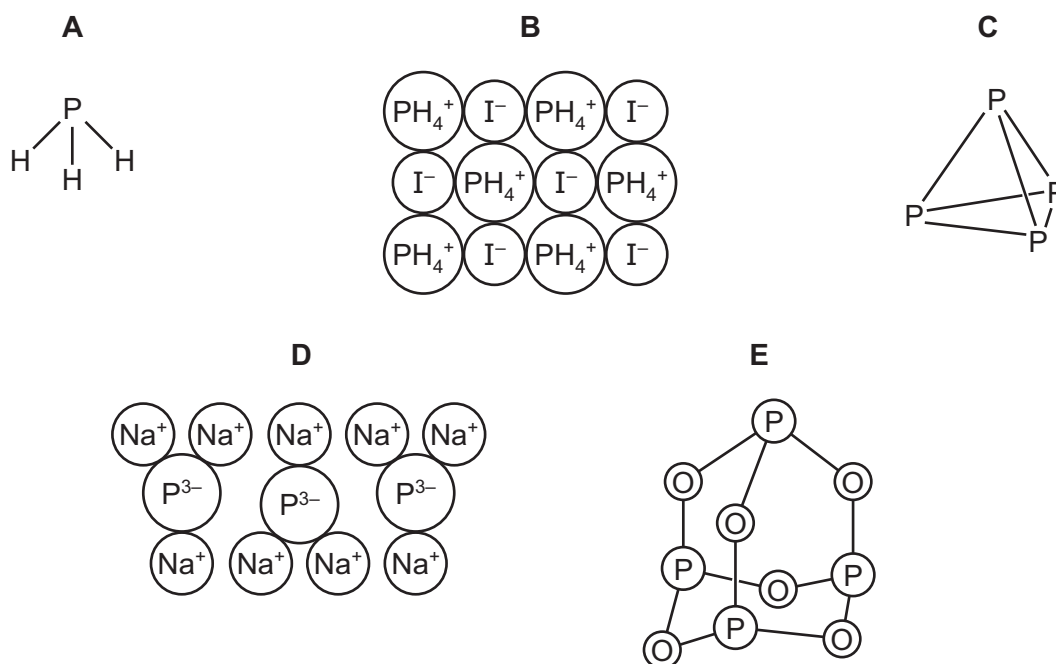 A
B
C
P
H H H
PH₄⁺ I⁻ PH₄⁺ I⁻
I⁻ PH₄⁺ I⁻ PH₄⁺
PH₄⁺ I⁻ PH₄⁺ I⁻
P
P P
P
D
E
Na⁺ Na⁺ Na⁺ Na⁺ Na⁺
P³⁻ P³⁻ P³⁻
Na⁺ Na⁺ Na⁺ Na⁺
P
O O
O
P P
O
P
O O